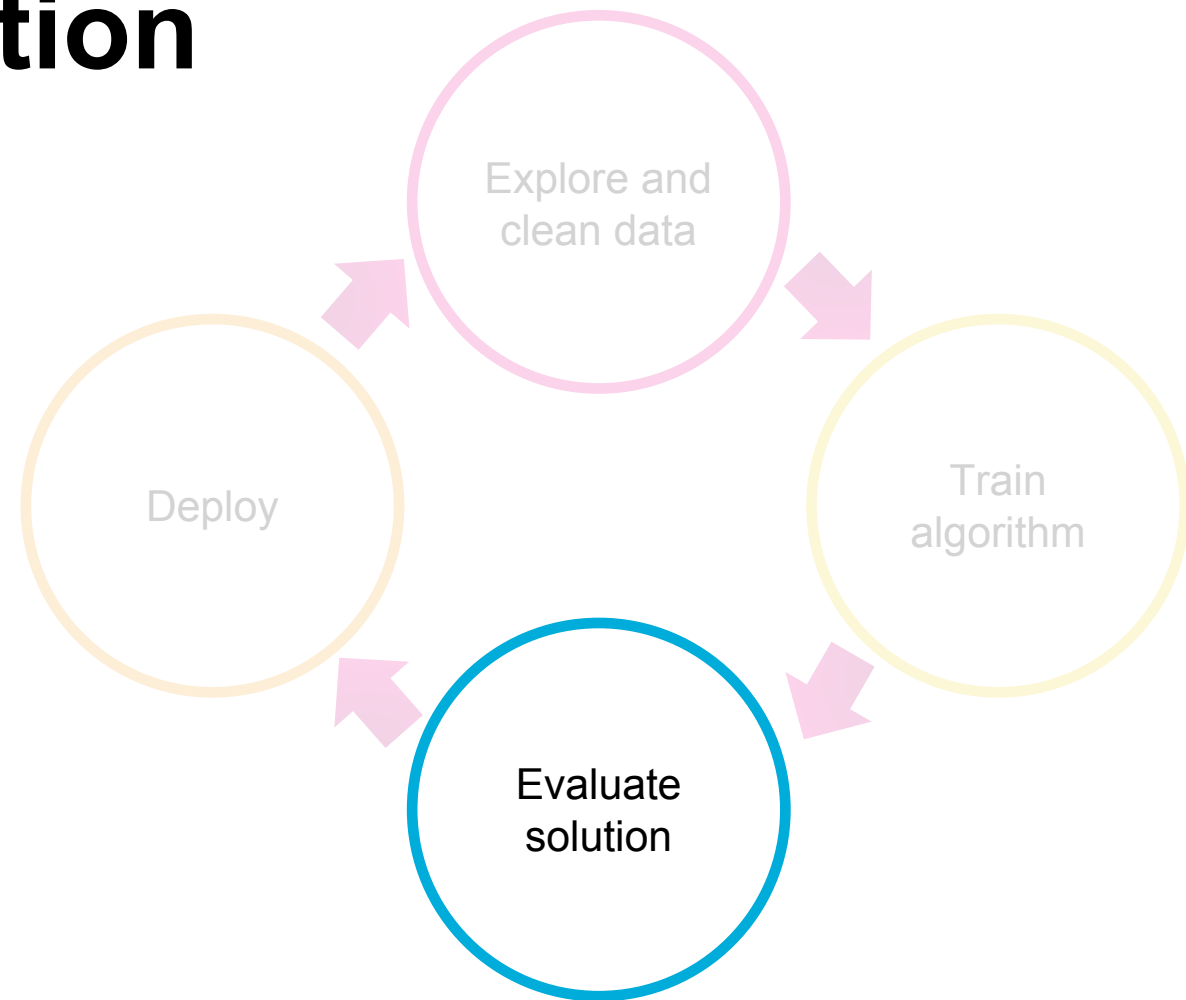 tion
Explore and
clean data
Deploy
Train
algorithm
Evaluate
solution